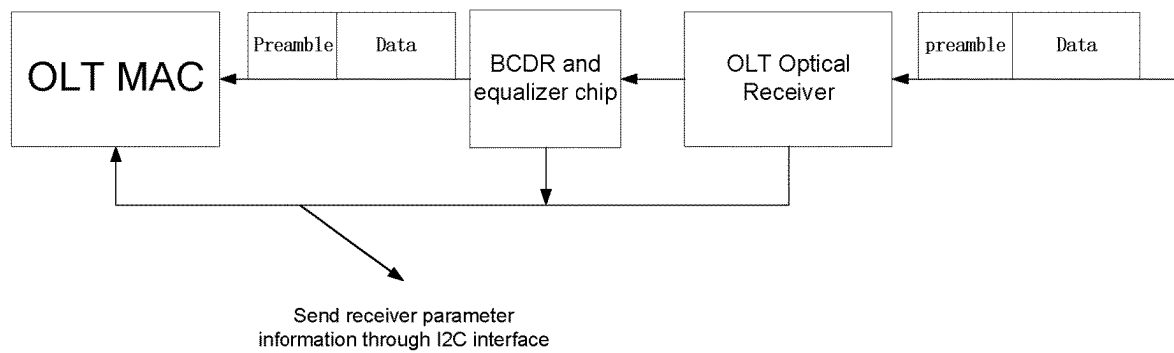 OLT MAC
Preamble
Data
BCDR and
equalizer chip
OLT Optical
Receiver
preamble
Data
Send receiver parameter
information through I2C interface